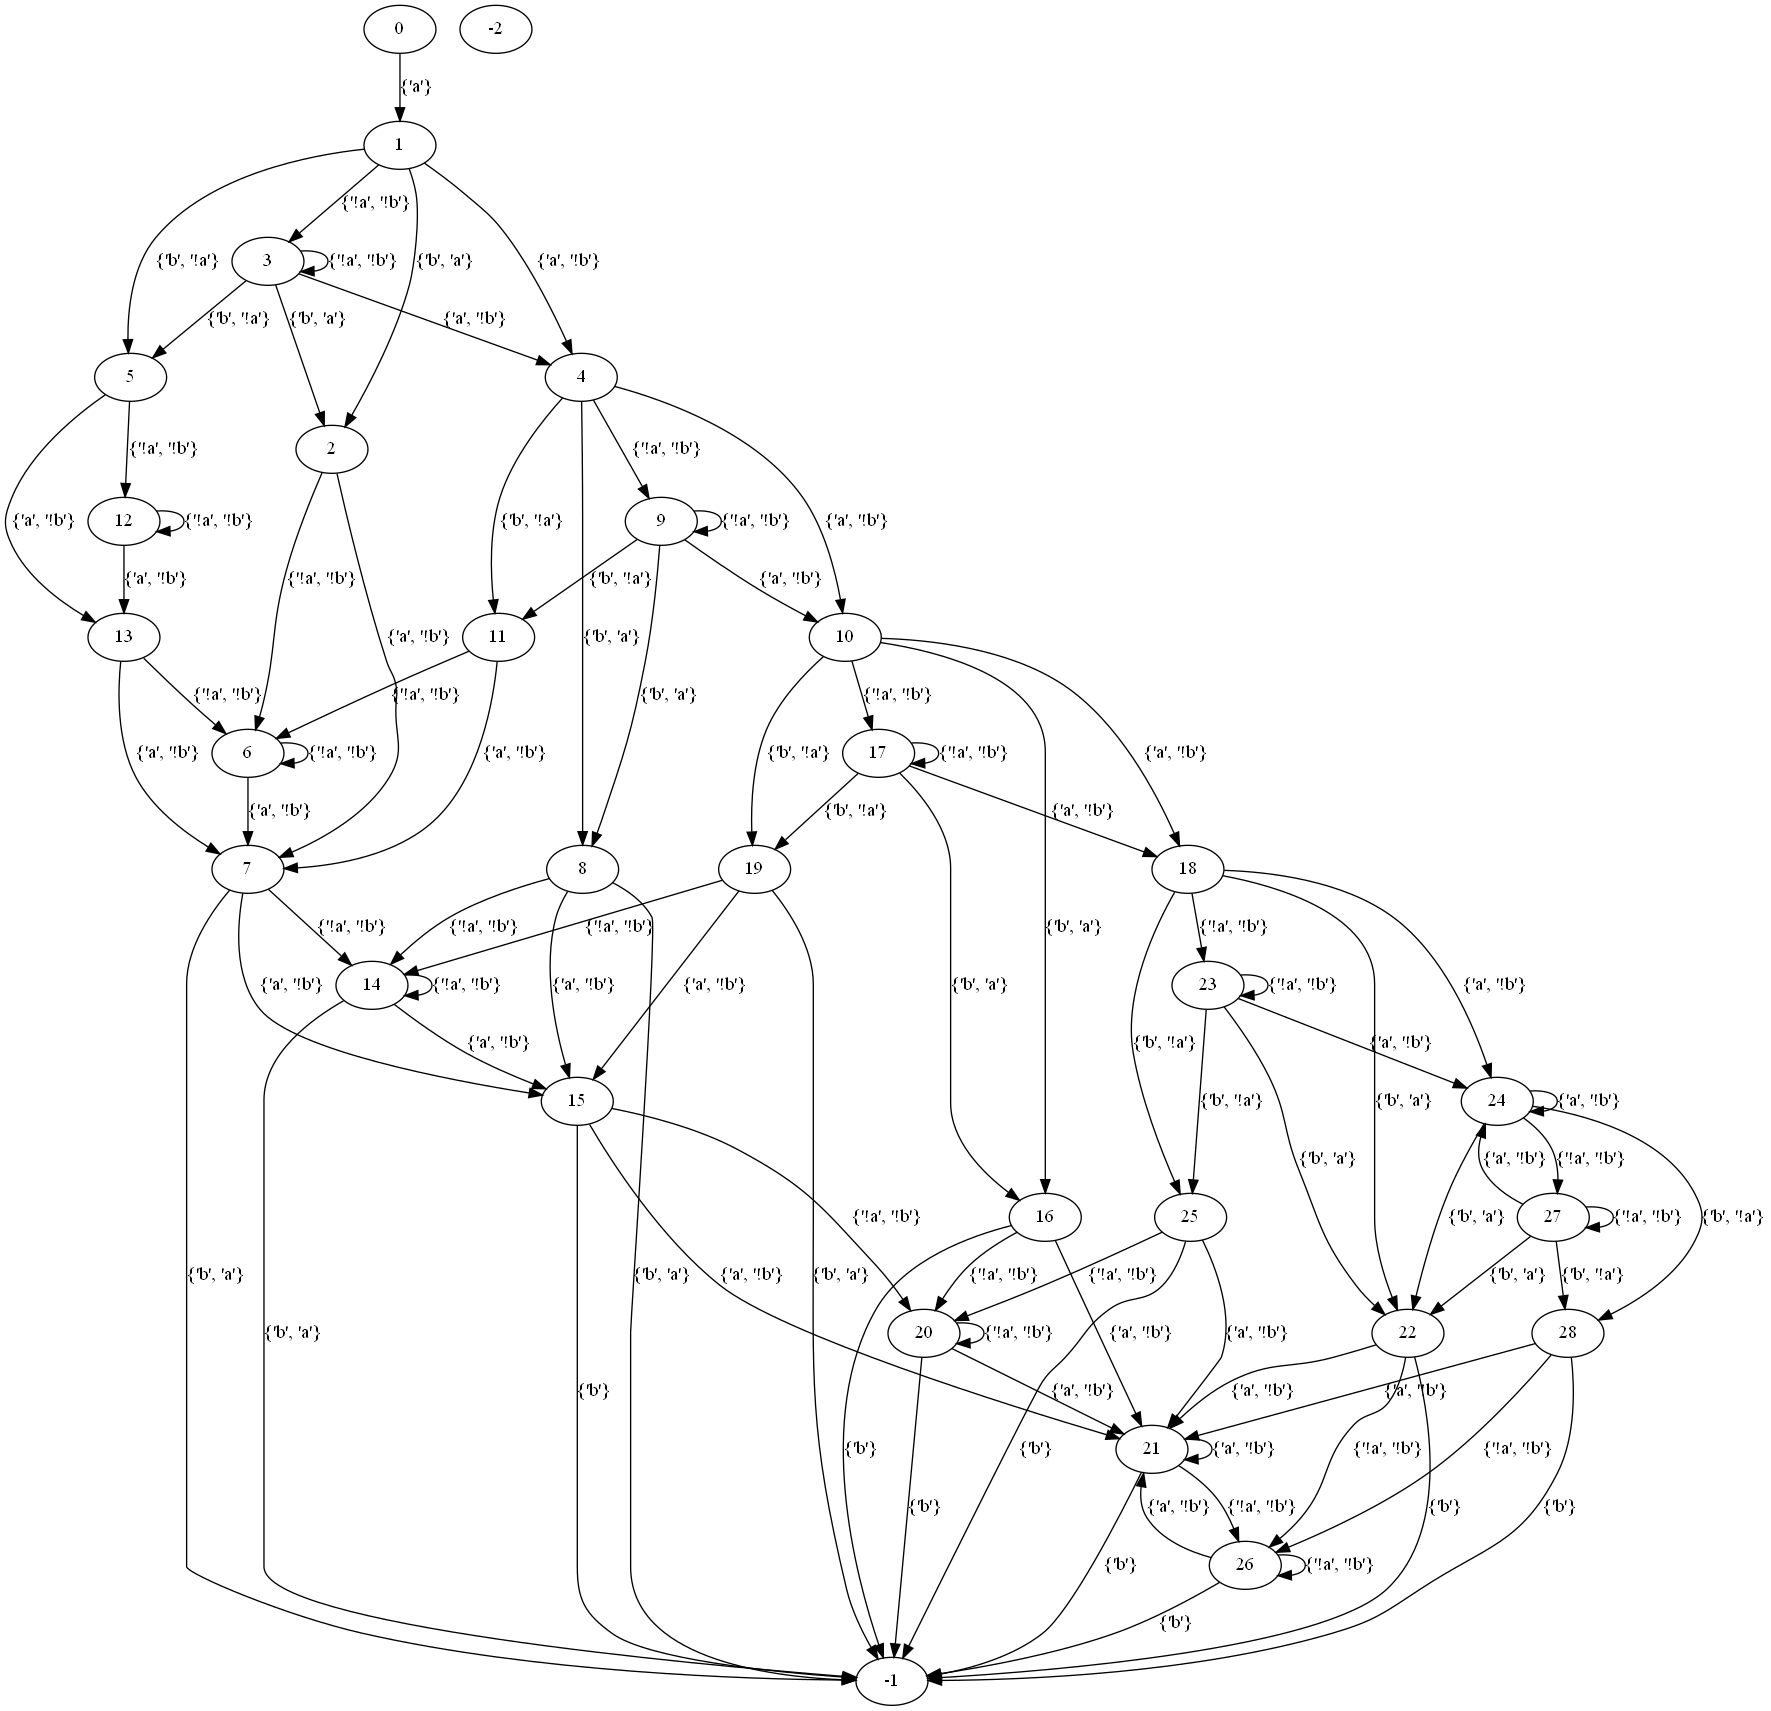 0 -2
{'a'}
1
{'!a', '!b'}
{'b', '!a'} 3 {'!a', '!b'} {'b', 'a'} {'a', '!b'}
{'b', '!a'} {'b', 'a'} {'a', '!b'}
5 4
{'!a', '!b'} 2 {'!a', '!b'}
{'a', '!b'} 12 {'!a', '!b'} {'b', '!a'} 9 {'!a', '!b'} {'a', '!b'}
{'a', '!b'} {'!a', '!b'} {'b', '!a'} {'a', '!b'}
13 {'a', '!b'} 11 {'b', 'a'} 10
{'!a', '!b'} {'!a', '!b'} {'b', 'a'} {'!a', '!b'}
{'a', '!b'} 6 {'!a', '!b'} {'a', '!b'} {'b', '!a'} 17 {'!a', '!b'} {'a', '!b'}
{'a', '!b'} {'b', '!a'} {'a', '!b'}
7 8 19 18
{'!a', '!b'} {'!a', '!b'} {'!a', '!b'} {'b', 'a'} {'!a', '!b'}
{'a', '!b'} 14 {'!a', '!b'} {'a', '!b'} {'a', '!b'} {'b', 'a'} 23 {'!a', '!b'} {'a', '!b'}
{'a', '!b'} {'b', '!a'} {'a', '!b'}
15 {'b', '!a'} {'b', 'a'} 24 {'a', '!b'}
{'b', 'a'} {'a', '!b'} {'!a', '!b'}
{'!a', '!b'} 16 25 {'b', 'a'} 27 {'!a', '!b'} {'b', '!a'}
{'b', 'a'} {'b', 'a'} {'a', '!b'} {'b', 'a'} {'!a', '!b'} {'!a', '!b'} {'b', 'a'} {'b', '!a'}
{'b', 'a'} 20 {'!a', '!b'} {'a', '!b'} {'a', '!b'} 22 28
{'b'} {'a', '!b'} {'a', '!b'} {'a', '!b'}
{'b'} {'b'} 21 {'a', '!b'} {'!a', '!b'} {'!a', '!b'}
{'b'} {'a', '!b'} {'!a', '!b'} {'b'} {'b'}
{'b'} 26 {'!a', '!b'}
{'b'}
-1